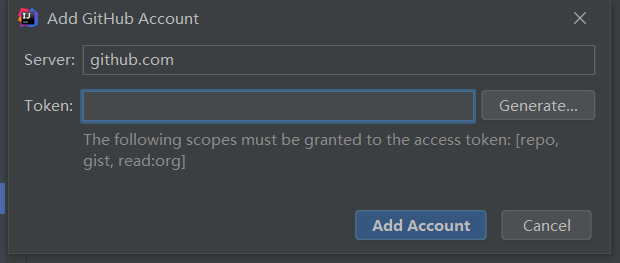 Add GitHub Account
Server: github.com
Token: Generate...
The following scopes must be granted to the access token: [repo,
gist, read:org]
Add Account Cancel